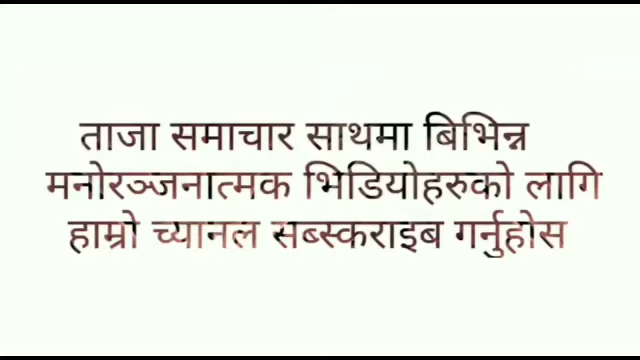 ताजा समाचार साथमा बिभिन्न
मनोरञ्जनात्मक भिडियोहरुको लागि
हाम्रो च्यानल सब्स्कराइब गर्नुहोस